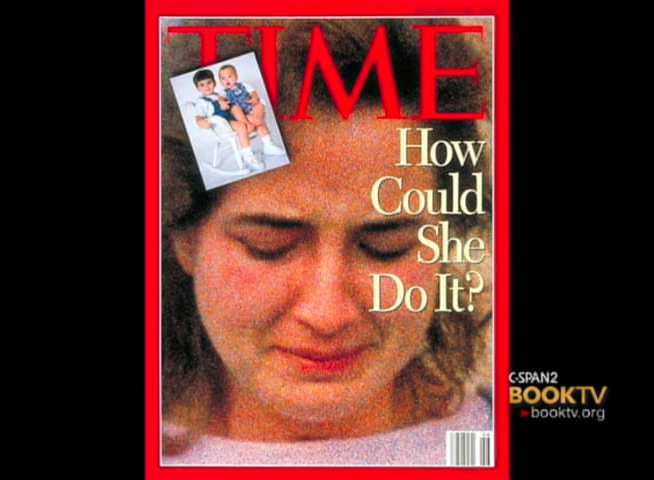 TIME
How
Could
She
Do It?
C-SPAN2
BOOKTV
booktv.org